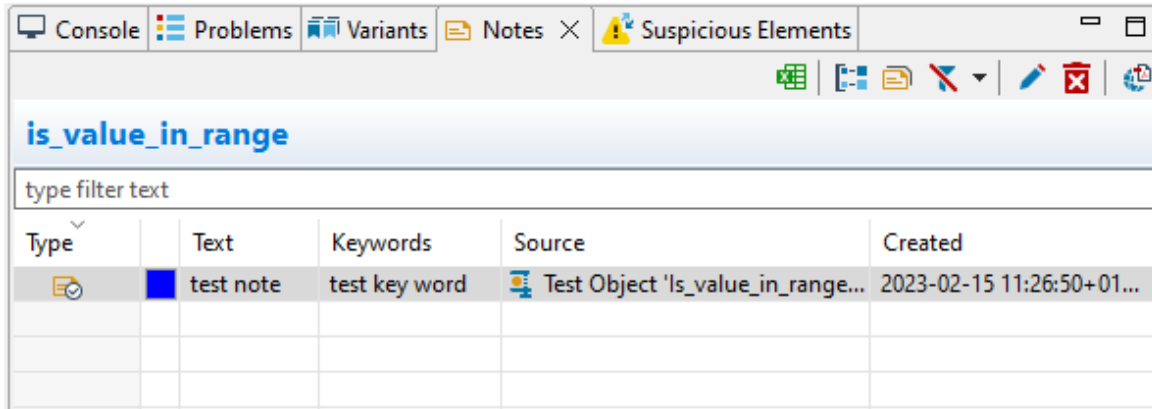 Console Problems Variants Notes Suspicious Elements
is_value_in_range
type filter text
Type Text Keywords Source Created
test note test key word Test Object 'Is_value_in_range... 2023-02-15 11:26:50+01...